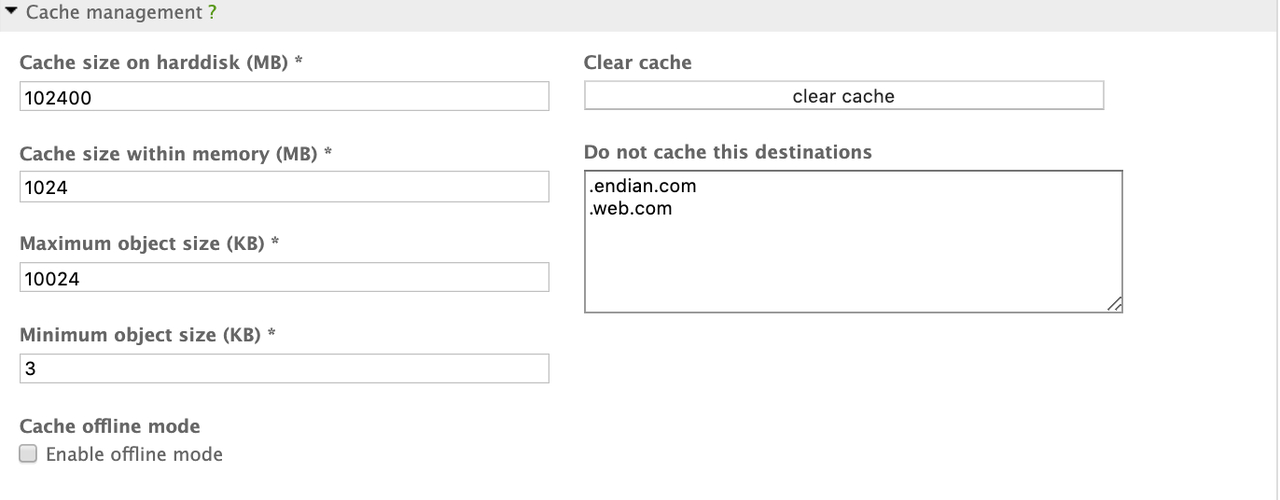 Cache management ?
Cache size on harddisk (MB) *
102400
Cache size within memory (MB) *
1024
Maximum object size (KB) *
10024
Minimum object size (KB) *
3
Cache offline mode
Enable offline mode
Clear cache
clear cache
Do not cache this destinations
.endian.com
.web.com